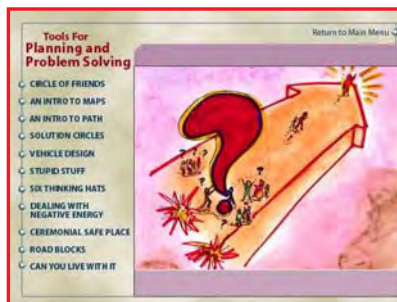 Tools For
Planning and
Problem Solving
Return to Main Menu
CIRCLE OF FRIENDS
AN INTRO TO MAPS
AN INTRO TO PATH
SOLUTION CIRCLES
VEHICLE DESIGN
STUPID STUFF
SIX THINKING HATS
DEALING WITH
NEGATIVE ENERGY
CEREMONIAL SAFE PLACE
ROAD BLOCKS
CAN YOU LIVE WITH IT